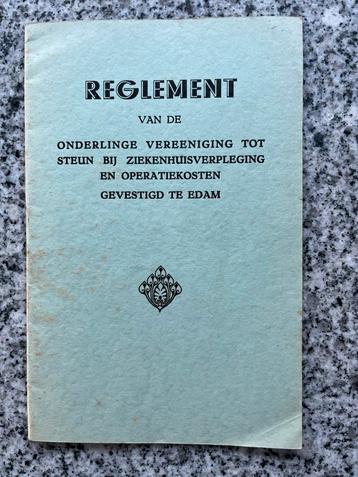 REGLEMENT
VAN DE
ONDERLINGE VEREENIGING TOT
STEUN BIJ ZIEKENHUISVERPLEGING
EN OPERATIEKOSTEN
GEVESTIGD TE EDAM